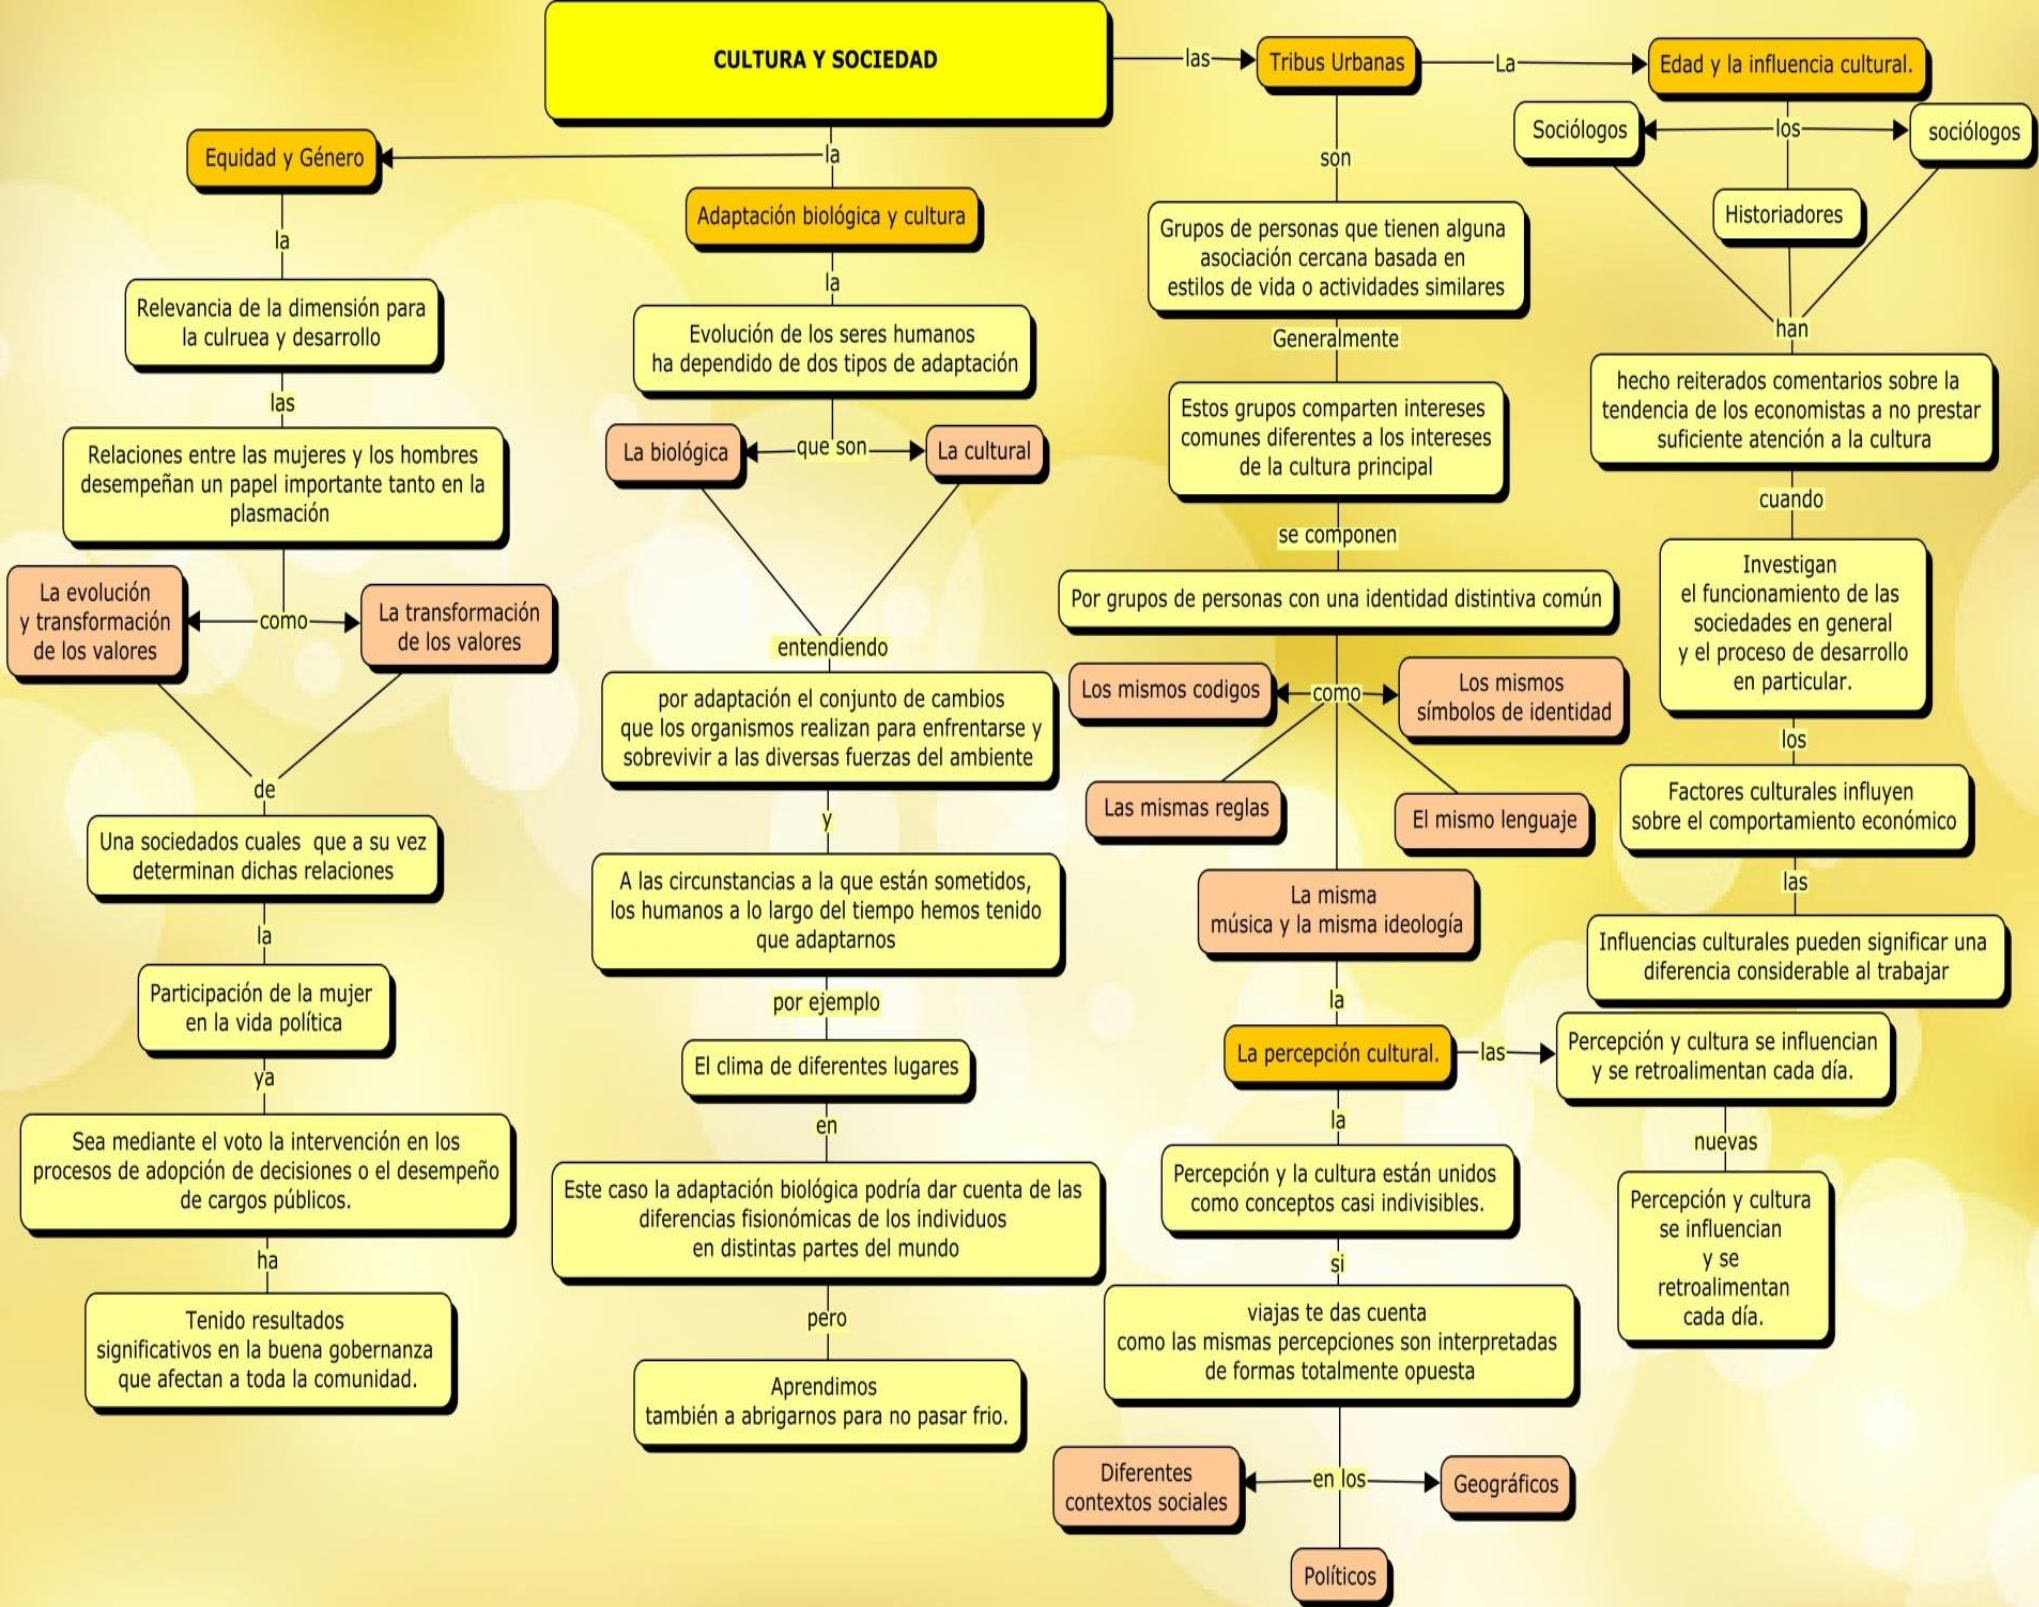 CULTURA Y SOCIEDAD
las
Tribus Urbanas
La
Edad y la influencia cultural.
Equidad y Género
la
Adaptación biológica y cultura
la
Relevancia de la dimensión para
la culruea y desarrollo
las
Relaciones entre las mujeres y los hombres
desempeñan un papel importante tanto en la
plasmación
como
La evolución
y transformación
de los valores
La transformación
de los valores
de
Una sociedados cuales que a su vez
determinan dichas relaciones
la
Participación de la mujer
en la vida política
ya
Sea mediante el voto la intervención en los
procesos de adopción de decisiones o el desempeño
de cargos públicos.
ha
Tenido resultados
significativos en la buena gobernanza
que afectan a toda la comunidad.
la
Evolución de los seres humanos
ha dependido de dos tipos de adaptación
que son
La biológica
La cultural
entendiendo
por adaptación el conjunto de cambios
que los organismos realizan para enfrentarse y
sobrevivir a las diversas fuerzas del ambiente
y
A las circunstancias a la que están sometidos,
los humanos a lo largo del tiempo hemos tenido
que adaptarnos
por ejemplo
El clima de diferentes lugares
en
Este caso la adaptación biológica podría dar cuenta de las
diferencias fisionómicas de los individuos
en distintas partes del mundo
pero
Aprendimos
también a abrigarnos para no pasar frio.
son
Grupos de personas que tienen alguna
asociación cercana basada en
estilos de vida o actividades similares
Generalmente
Estos grupos comparten intereses
comunes diferentes a los intereses
de la cultura principal
se componen
Por grupos de personas con una identidad distintiva común
como
Los mismos codigos
Los mismos
símbolos de identidad
Las mismas reglas
El mismo lenguaje
La misma
música y la misma ideología
la
La percepción cultural.
las
Percepción y cultura se influencian
y se retroalimentan cada día.
nuevas
Percepción y cultura
se influencian
y se
retroalimentan
cada día.
la
Percepción y la cultura están unidos
como conceptos casi indivisibles.
si
viajas te das cuenta
como las mismas percepciones son interpretadas
de formas totalmente opuesta
en los
Diferentes
contextos sociales
Geográficos
Políticos
los
Sociólogos
sociólogos
Historiadores
han
hecho reiterados comentarios sobre la
tendencia de los economistas a no prestar
suficiente atención a la cultura
cuando
Investigan
el funcionamiento de las
sociedades en general
y el proceso de desarrollo
en particular.
los
Factores culturales influyen
sobre el comportamiento económico
las
Influencias culturales pueden significar una
diferencia considerable al trabajar